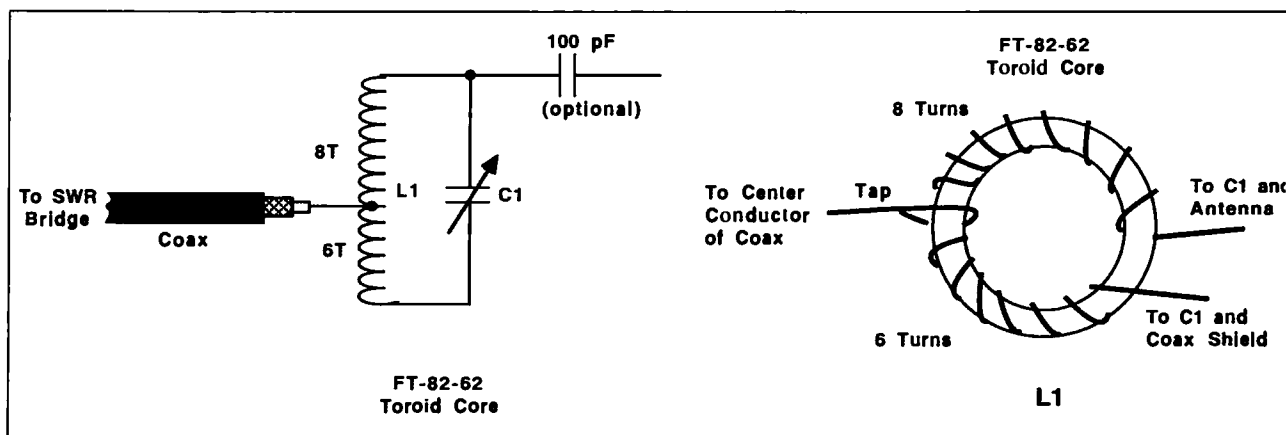 100 pF
(optional)
8T
L1
C1
To SWR
Bridge
Coax
6T
FT-82-62
Toroid Core
FT-82-62
Toroid Core
8 Turns
To Center
Conductor
of Coax
Tap
To C1 and
Antenna
To C1 and
Coax Shield
6 Turns
L1